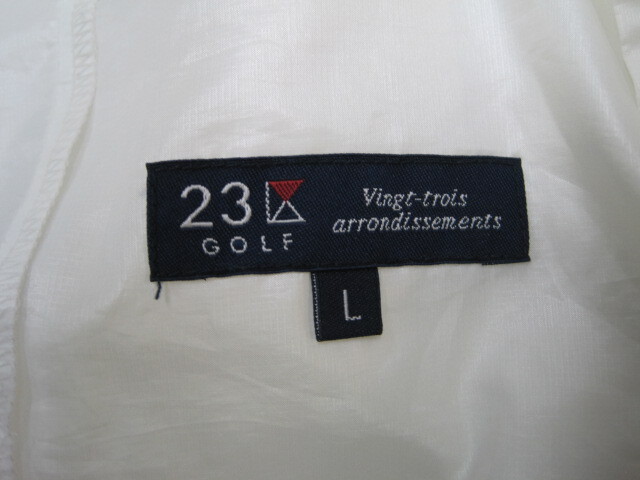 23
GOLF
Vingt-trois
arrondissements
L